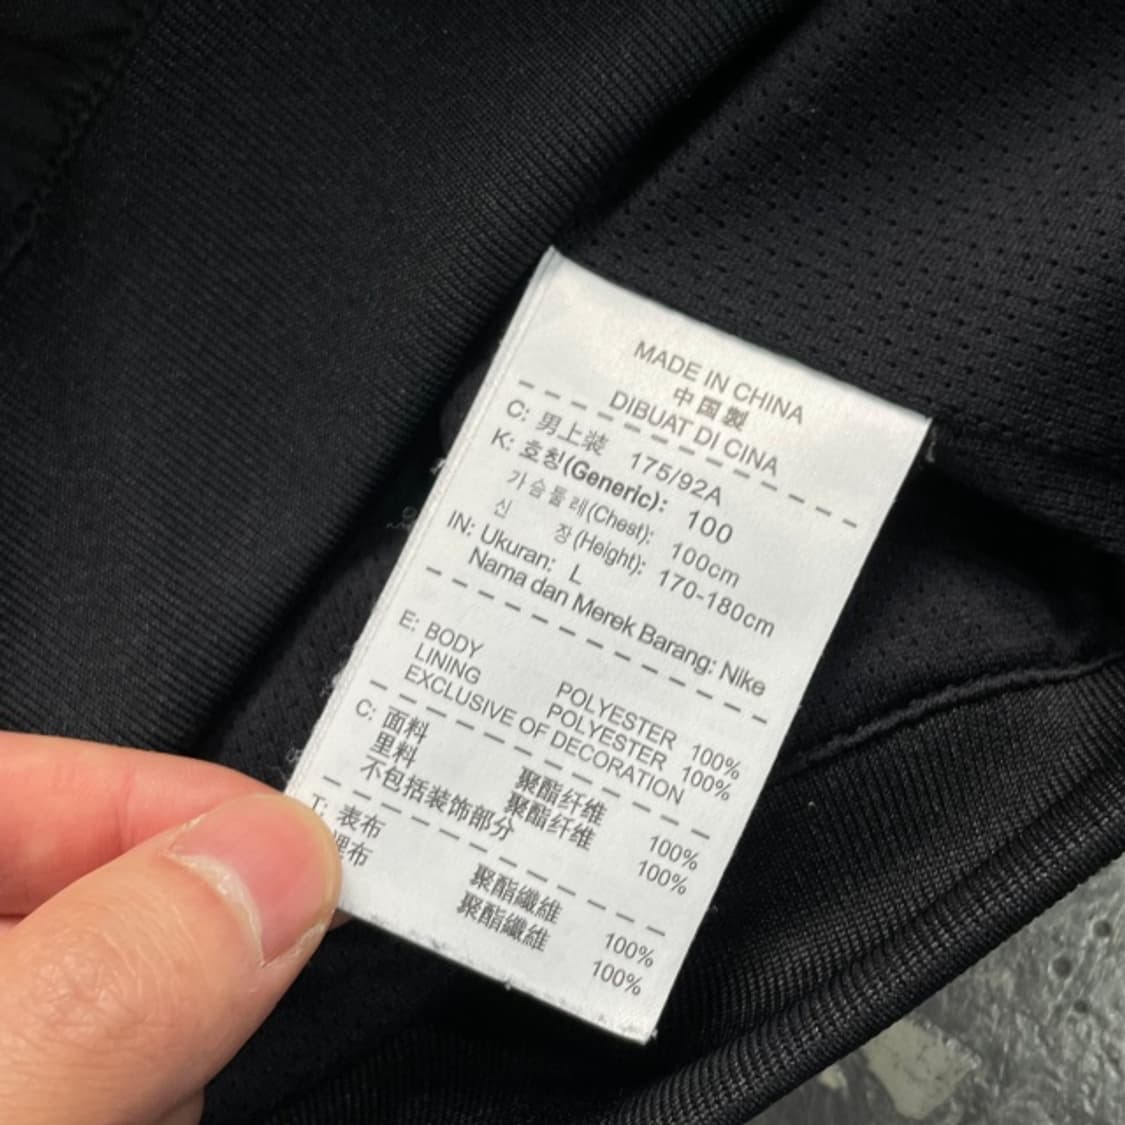 MADE IN CHINA
中国製
DIBUAT DI CINA
C: 男上装 175/92A
K: 호칭(Generic): 100
가슴둘레(Chest): 100cm
신 장(Height): 170-180cm
IN: Ukuran: L
Nama dan Merek Barang: Nike
E: BODY POLYESTER 100%
LINING POLYESTER 100%
EXCLUSIVE OF DECORATION
C: 面料 聚酯纤维 100%
里料 聚酯纤维 100%
不包括装饰部分
T: 表布 聚酯纖維 100%
裡布 聚酯纖維 100%